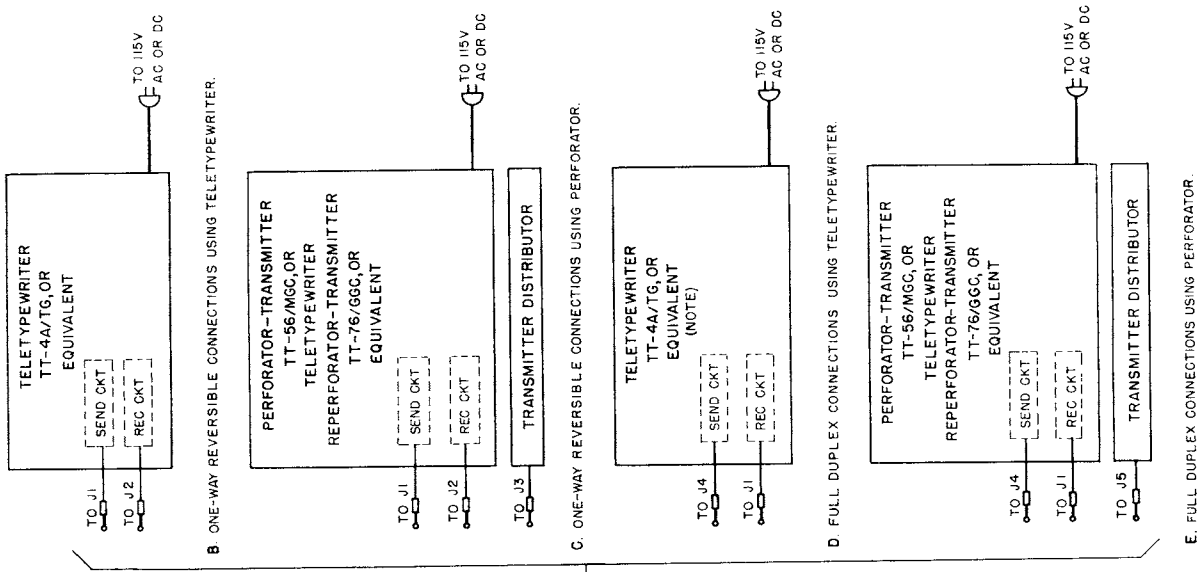 TELETYPEWRITER
TT-4A/TG, OR
EQUIVALENT
SEND CKT
REC CKT
TO J1
TO J2
TO 115V
AC OR DC
B. ONE-WAY REVERSIBLE CONNECTIONS USING TELETYPEWRITER.
PERFORATOR-TRANSMITTER
TT-56/MGC, OR
TELETYPEWRITER
REPERFORATOR-TRANSMITTER
TT-76/GGC, OR
EQUIVALENT
SEND CKT
REC CKT
TO J1
TO J2
TO 115V
AC OR DC
TRANSMITTER DISTRIBUTOR
TO J3
C. ONE-WAY REVERSIBLE CONNECTIONS USING PERFORATOR.
TELETYPEWRITER
TT-4A/TG, OR
EQUIVALENT
(NOTE)
SEND CKT
REC CKT
TO J4
TO J1
TO 115V
AC OR DC
D. FULL DUPLEX CONNECTIONS USING TELETYPEWRITER.
PERFORATOR-TRANSMITTER
TT-56/MGC, OR
TELETYPEWRITER
REPERFORATOR-TRANSMITTER
TT-76/GGC, OR
EQUIVALENT
SEND CKT
REC CKT
TO J4
TO J1
TO 115V
AC OR DC
TRANSMITTER DISTRIBUTOR
TO J5
E. FULL DUPLEX CONNECTIONS USING PERFORATOR.